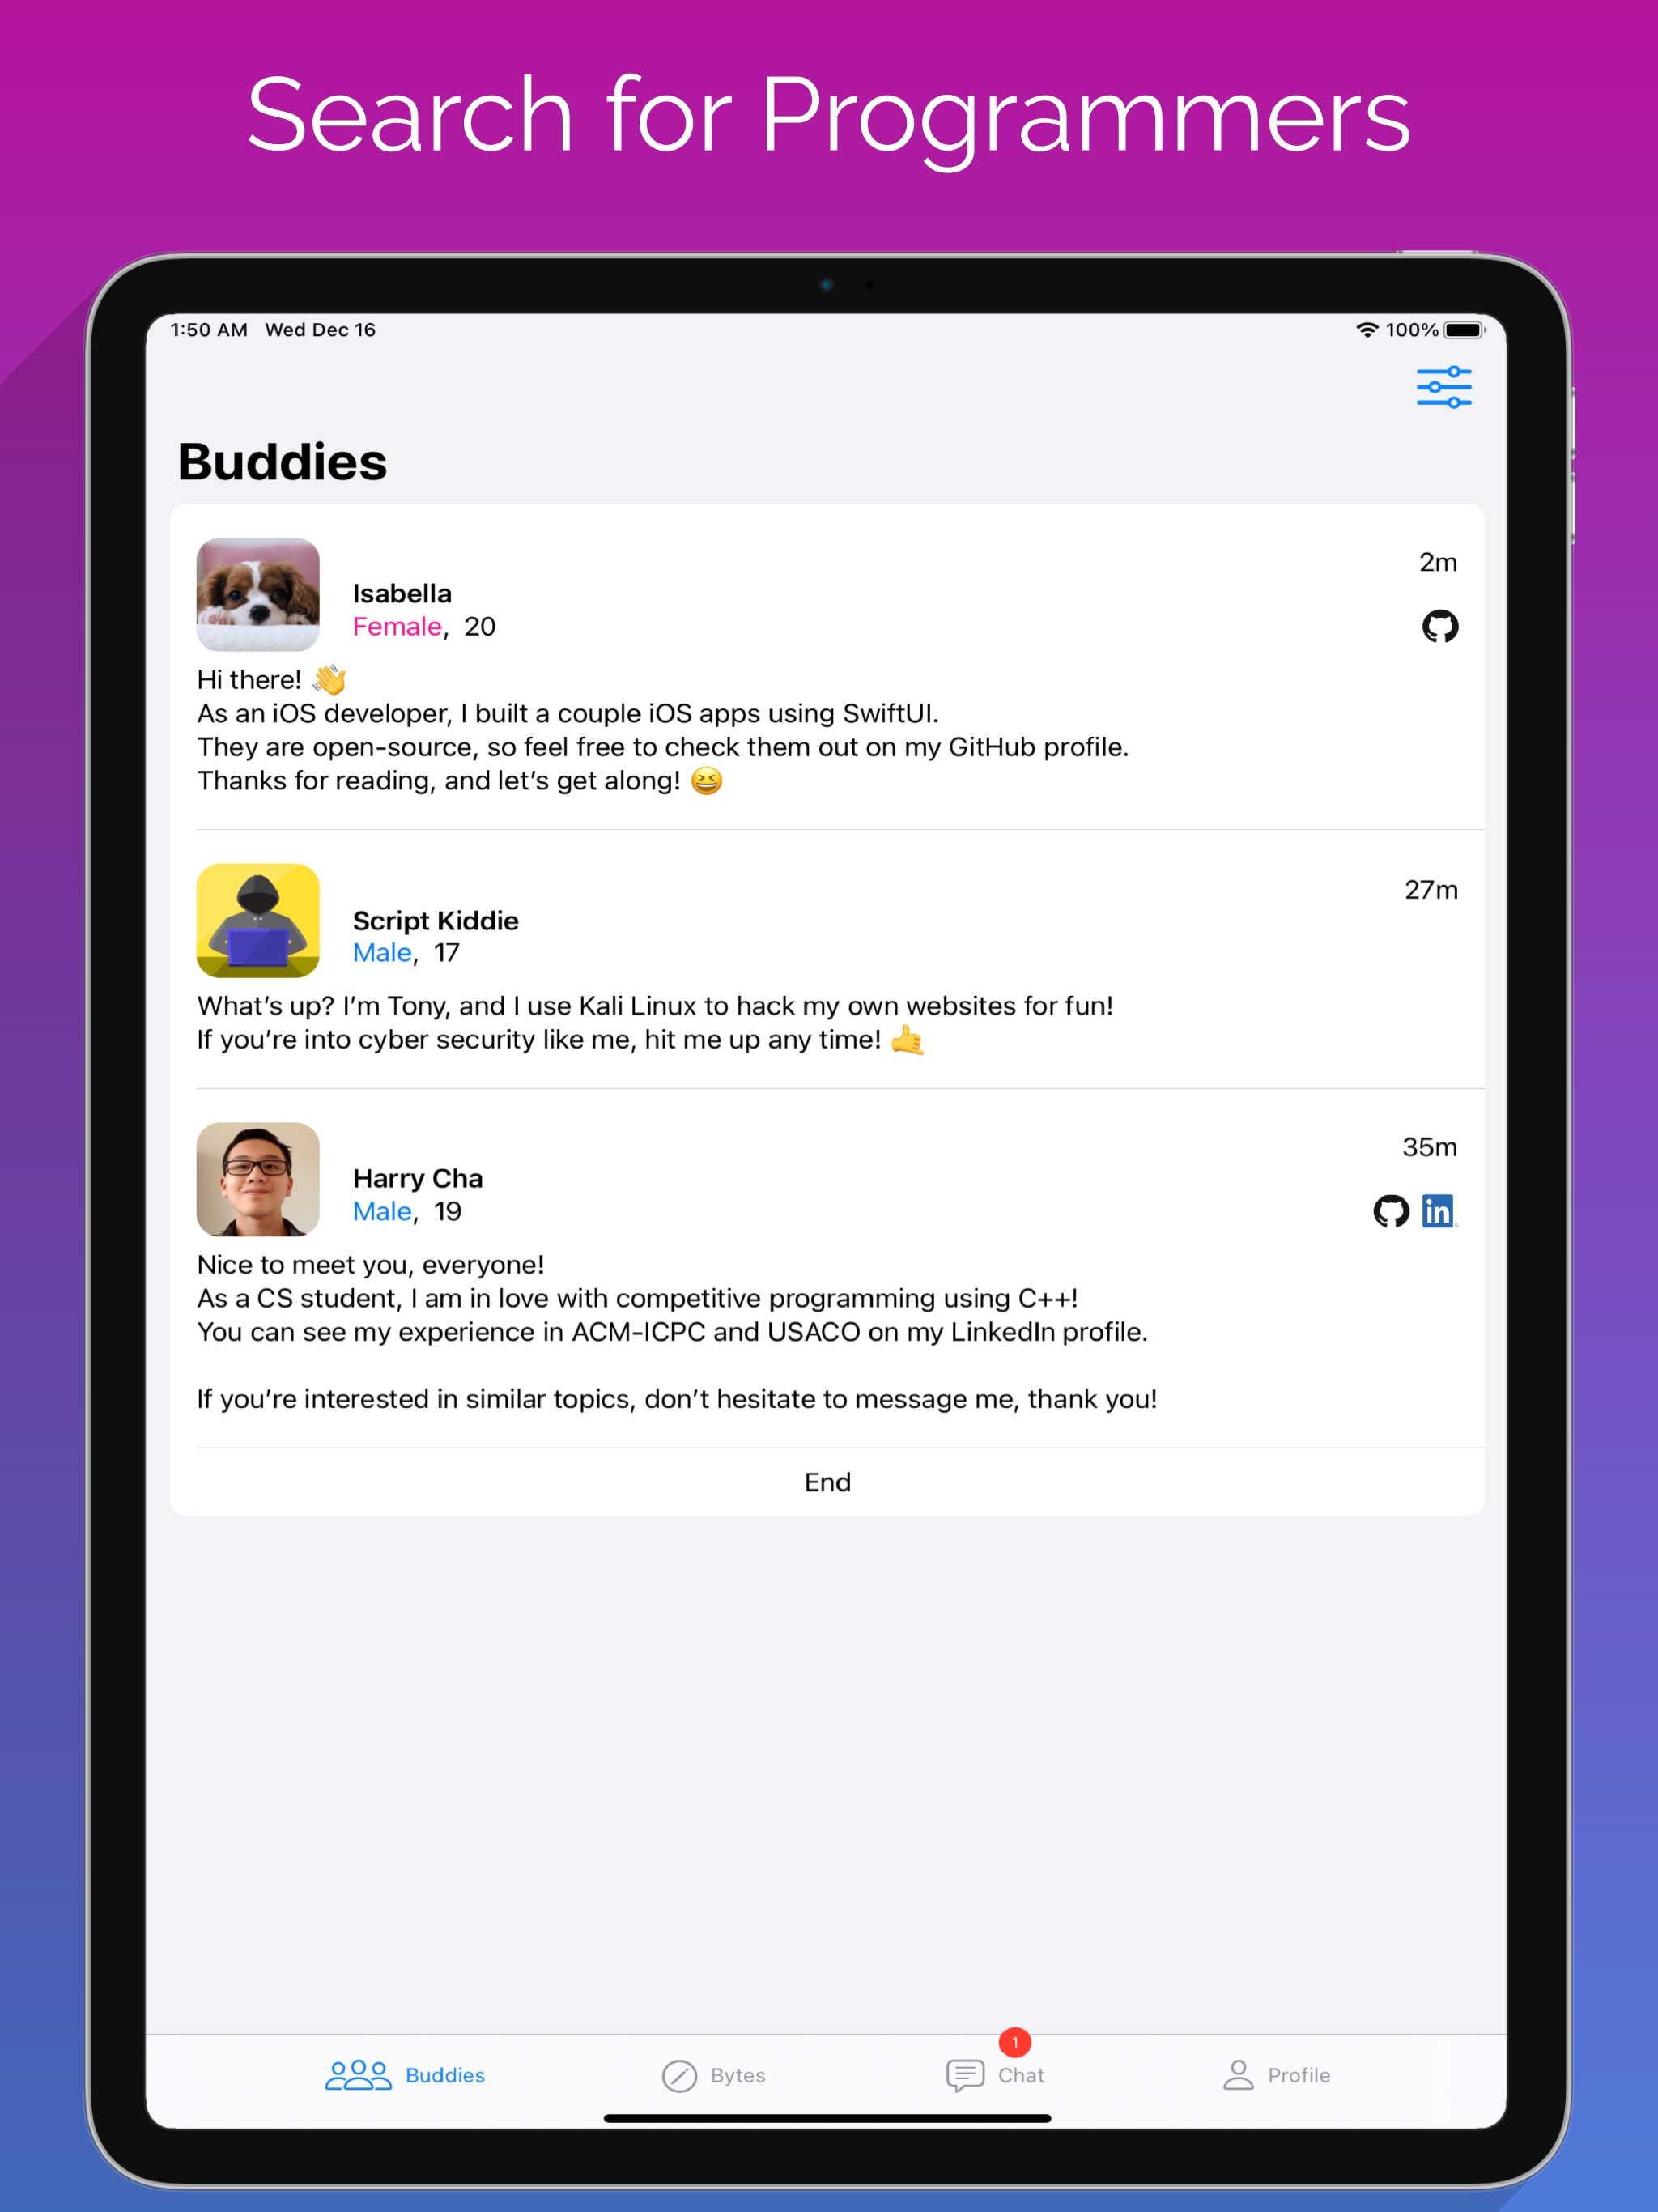 Search for Programmers
1:50 AM Wed Dec 16
100%
Buddies
2m
Isabella
Female, 20
Hi there! 👋
As an iOS developer, I built a couple iOS apps using SwiftUI.
They are open-source, so feel free to check them out on my GitHub profile.
Thanks for reading, and let's get along! 😆
27m
Script Kiddie
Male, 17
What's up? I'm Tony, and I use Kali Linux to hack my own websites for fun!
If you're into cyber security like me, hit me up any time! 🤙
35m
Harry Cha
Male, 19
in
Nice to meet you, everyone!
As a CS student, I am in love with competitive programming using C++!
You can see my experience in ACM-ICPC and USACO on my LinkedIn profile.
If you're interested in similar topics, don't hesitate to message me, thank you!
End
1
Buddies
Bytes
Chat
Profile